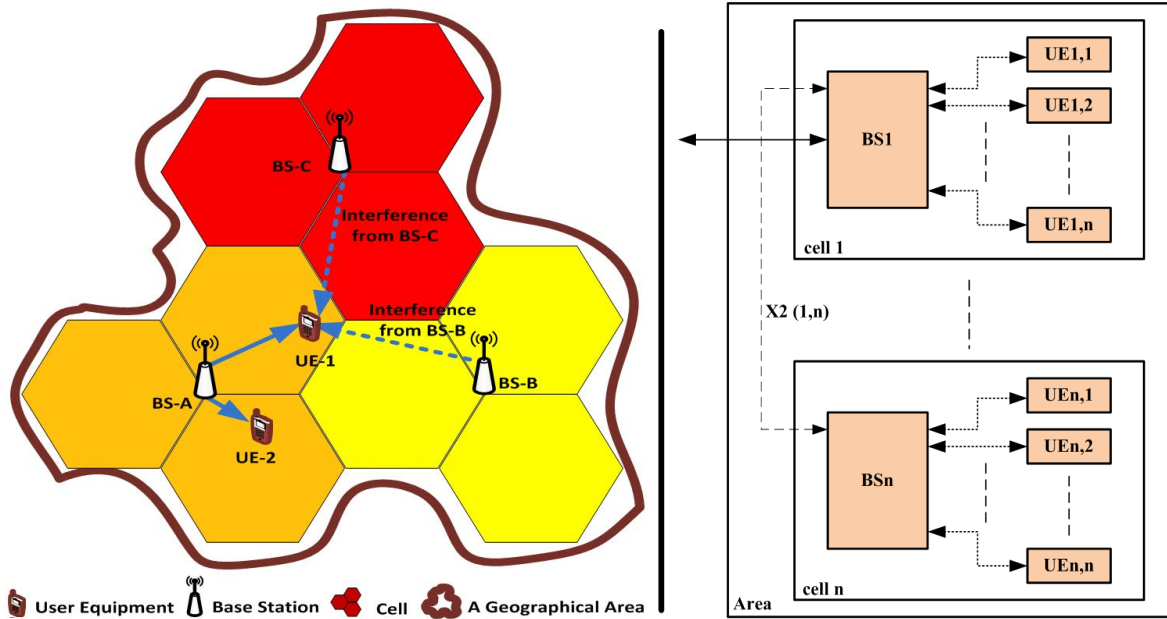 BS-C
Interference
from BS-C
Interference
from BS-B
UE-1
BS-A
BS-B
UE-2
User Equipment
Base Station
Cell
A Geographical Area
UE1,1
UE1,2
BS1
UE1,n
cell 1
X2 (1,n)
UEn,1
UEn,2
BSn
UEn,n
cell n
Area